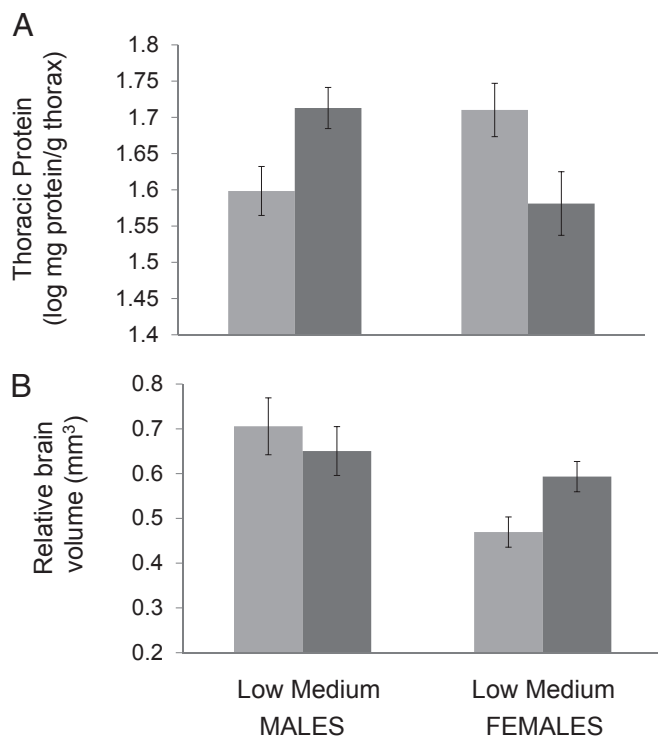 A
Thoracic Protein
(log mg protein/g thorax)
1.8
1.75
1.7
1.65
1.6
1.55
1.5
1.45
1.4
B
Relative brain
volume (mm³)
0.8
0.7
0.6
0.5
0.4
0.3
0.2
Low Medium Low Medium
MALES FEMALES